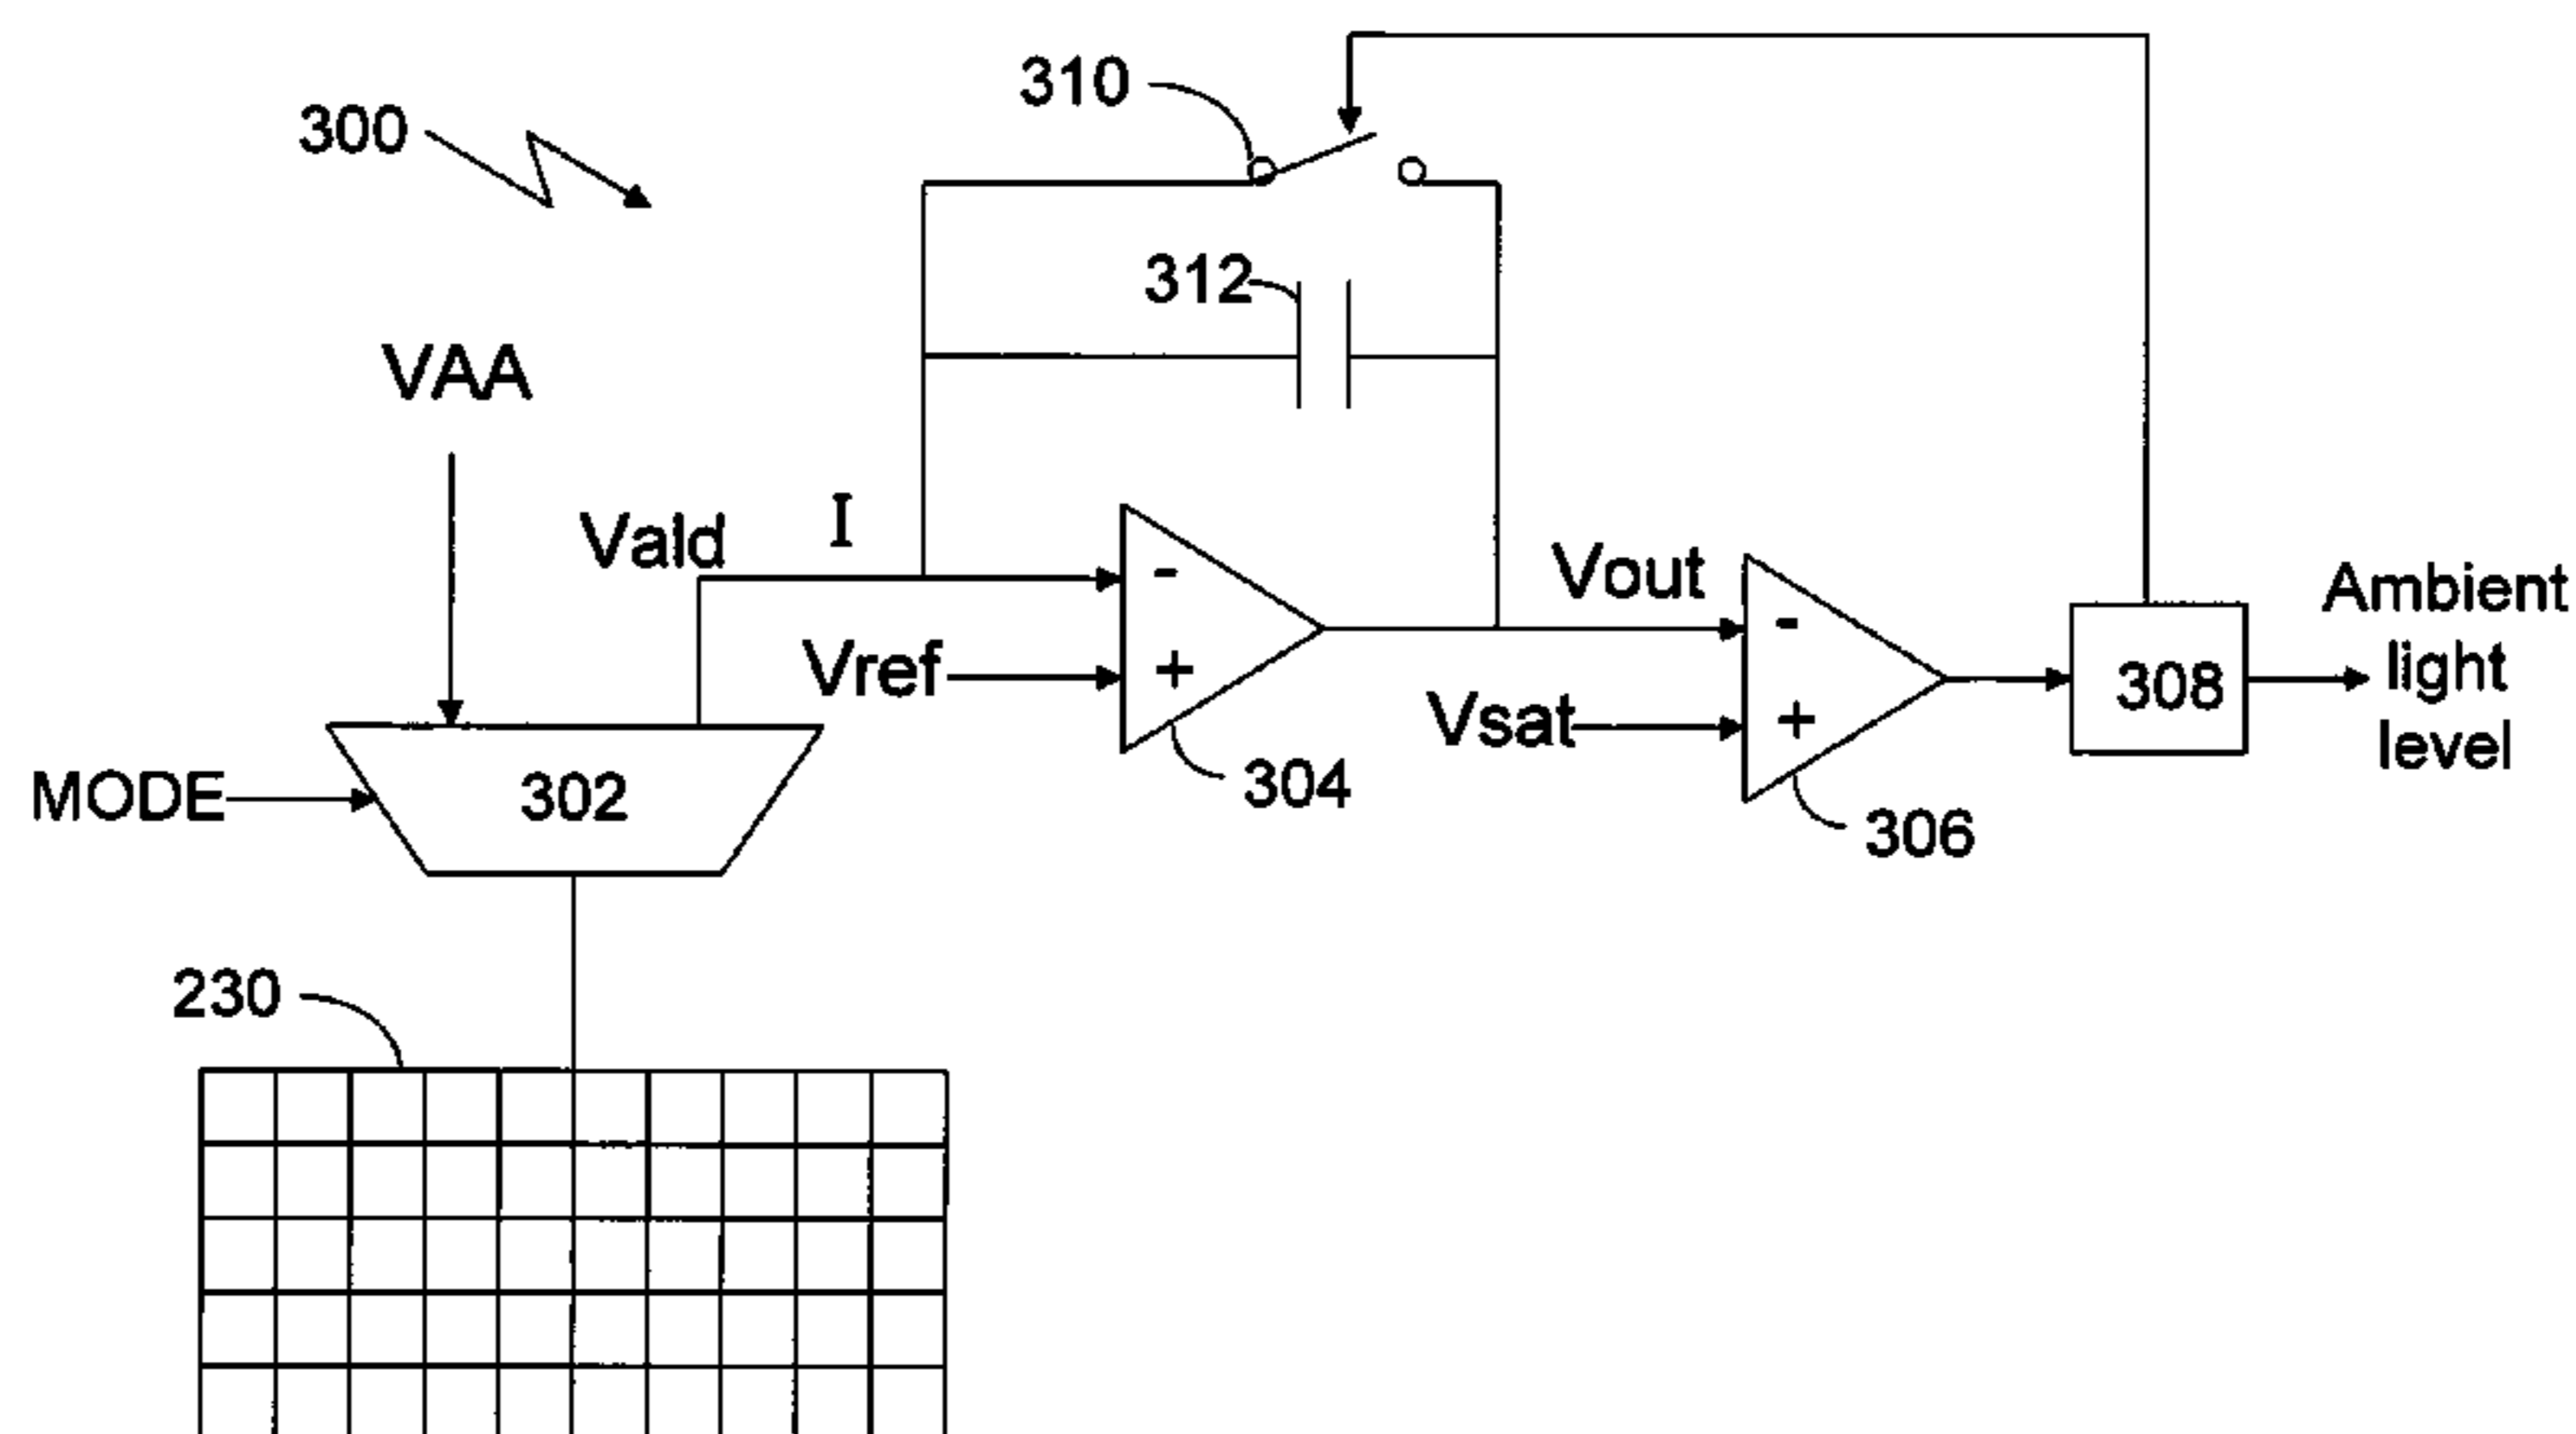 310
300
312
VAA
Vald
I
-
Vout
-
Ambient
light
level
Vref
+
Vsat
+
308
MODE
302
304
306
230